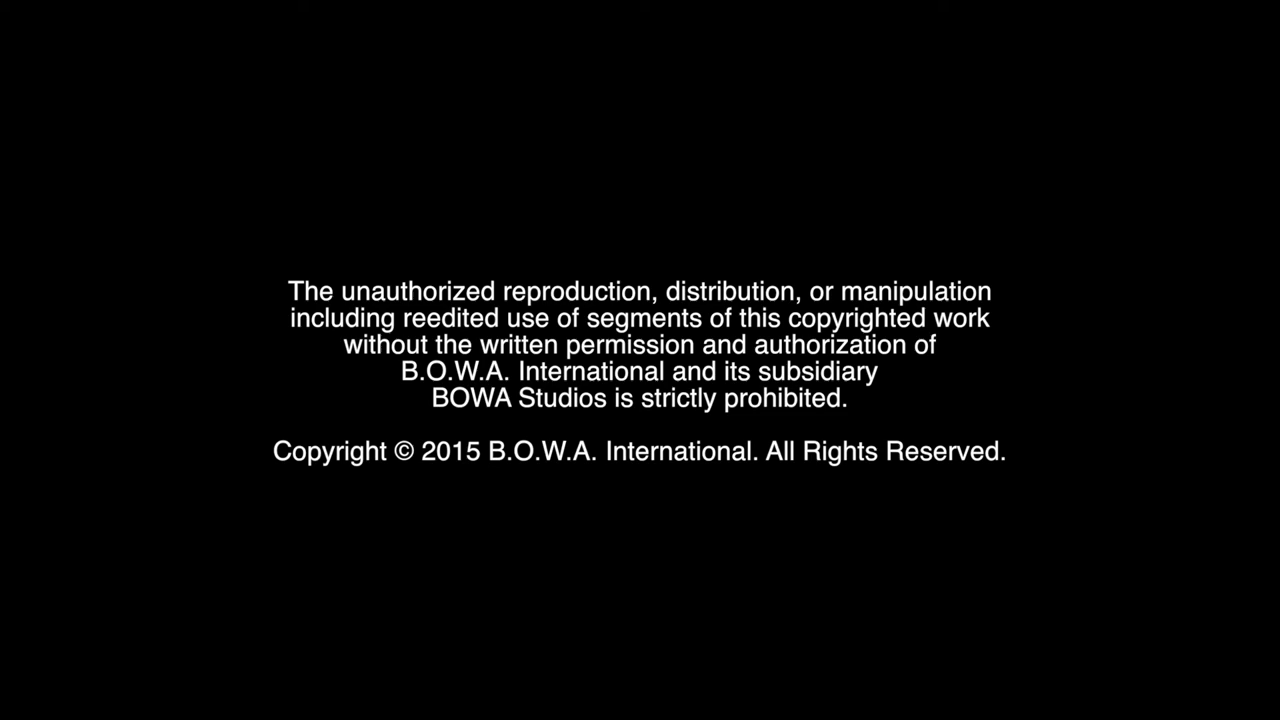 The unauthorized reproduction, distribution, or manipulation
including reedited use of segments of this copyrighted work
without the written permission and authorization of
B.O.W.A. International and its subsidiary
BOWA Studios is strictly prohibited.
Copyright © 2015 B.O.W.A. International. All Rights Reserved.